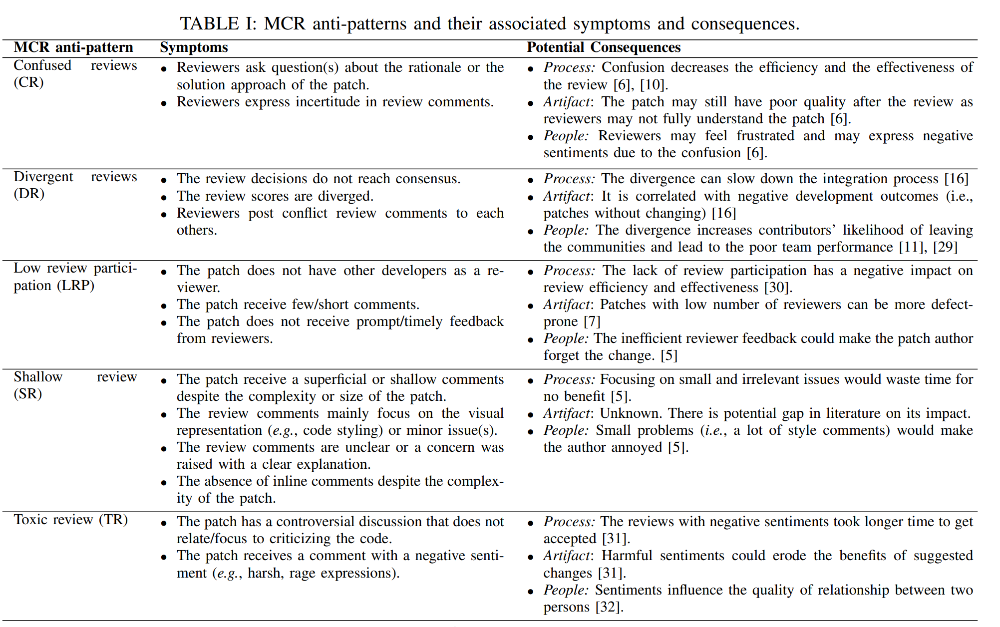 TABLE I: MCR anti-patterns and their associated symptoms and consequences.
MCR anti-pattern
Symptoms
Potential Consequences
Confused reviews
(CR)
• Reviewers ask question(s) about the rationale or the
solution approach of the patch.
• Reviewers express incertitude in review comments.
• Process: Confusion decreases the efficiency and the effectiveness of
the review [6], [10].
• Artifact: The patch may still have poor quality after the review as
reviewers may not fully understand the patch [6].
• People: Reviewers may feel frustrated and may express negative
sentiments due to the confusion [6].
Divergent reviews
(DR)
• The review decisions do not reach consensus.
• The review scores are diverged.
• Reviewers post conflict review comments to each
others.
• Process: The divergence can slow down the integration process [16]
• Artifact: It is correlated with negative development outcomes (i.e.,
patches without changing) [16]
• People: The divergence increases contributors’ likelihood of leaving
the communities and lead to the poor team performance [11], [29]
Low review partici-
pation (LRP)
• The patch does not have other developers as a re-
viewer.
• The patch receive few/short comments.
• The patch does not receive prompt/timely feedback
from reviewers.
• Process: The lack of review participation has a negative impact on
review efficiency and effectiveness [30].
• Artifact: Patches with low number of reviewers can be more defect-
prone [7]
• People: The inefficient reviewer feedback could make the patch author
forget the change. [5]
Shallow review
(SR)
• The patch receive a superficial or shallow comments
despite the complexity or size of the patch.
• The review comments mainly focus on the visual
representation (e.g., code styling) or minor issue(s).
• The review comments are unclear or a concern was
raised with a clear explanation.
• The absence of inline comments despite the complex-
ity of the patch.
• Process: Focusing on small and irrelevant issues would waste time for
no benefit [5].
• Artifact: Unknown. There is potential gap in literature on its impact.
• People: Small problems (i.e., a lot of style comments) would make
the author annoyed [5].
Toxic review (TR)
• The patch has a controversial discussion that does not
relate/focus to criticizing the code.
• The patch receives a comment with a negative senti-
ment (e.g., harsh, rage expressions).
• Process: The reviews with negative sentiments took longer time to get
accepted [31].
• Artifact: Harmful sentiments could erode the benefits of suggested
changes [31].
• People: Sentiments influence the quality of relationship between two
persons [32].